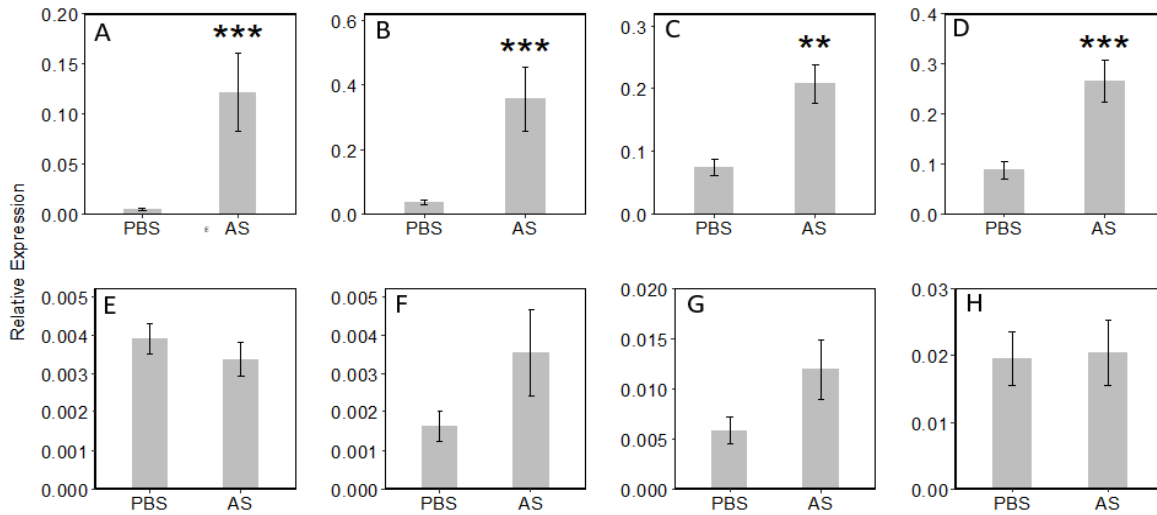 Relative Expression
A
***
0.20
0.15
0.10
0.05
0.00
PBS
ε
AS
B
***
0.6
0.4
0.2
0.0
PBS
AS
C
**
0.3
0.2
0.1
0.0
PBS
AS
D
***
0.4
0.3
0.2
0.1
0.0
PBS
AS
E
0.005
0.004
0.003
0.002
0.001
0.000
PBS
AS
F
0.005
0.004
0.003
0.002
0.001
0.000
PBS
AS
G
0.020
0.015
0.010
0.005
0.000
PBS
AS
H
0.03
0.02
0.01
0.00
PBS
AS